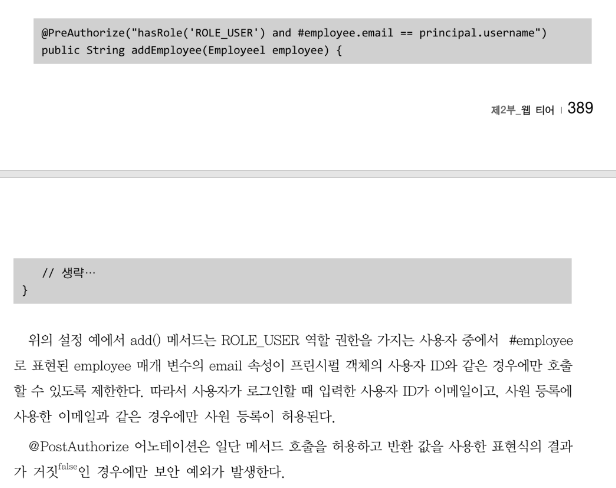 @PreAuthorize("hasRole('ROLE_USER') and #employee.email == principal.username")
public String addEmployee(Employeel employee) {
제2부_웹 티어 | 389
// 생략…
}
위의 설정 예에서 add() 메서드는 ROLE_USER 역할 권한을 가지는 사용자 중에서 #employee
로 표현된 employee 매개 변수의 email 속성이 프린시펄 객체의 사용자 ID와 같은 경우에만 호출
할 수 있도록 제한한다. 따라서 사용자가 로그인할 때 입력한 사용자 ID가 이메일이고, 사원 등록에
사용한 이메일과 같은 경우에만 사원 등록이 허용된다.
@PostAuthorize 어노테이션은 일단 메서드 호출을 허용하고 반환 값을 사용한 표현식의 결과
가 거짓false인 경우에만 보안 예외가 발생한다.